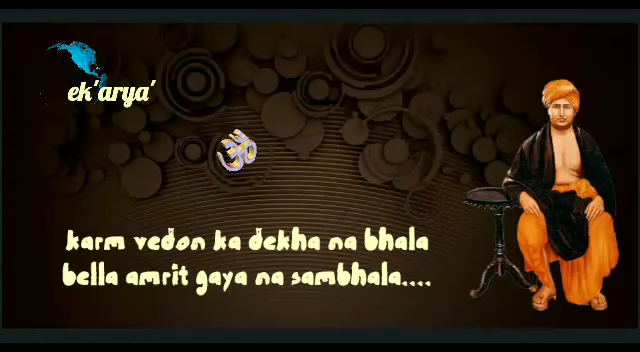 ek'arya'
ॐ
karm vedon ka dekha na bhala
bella amrit gaya na sambhala....